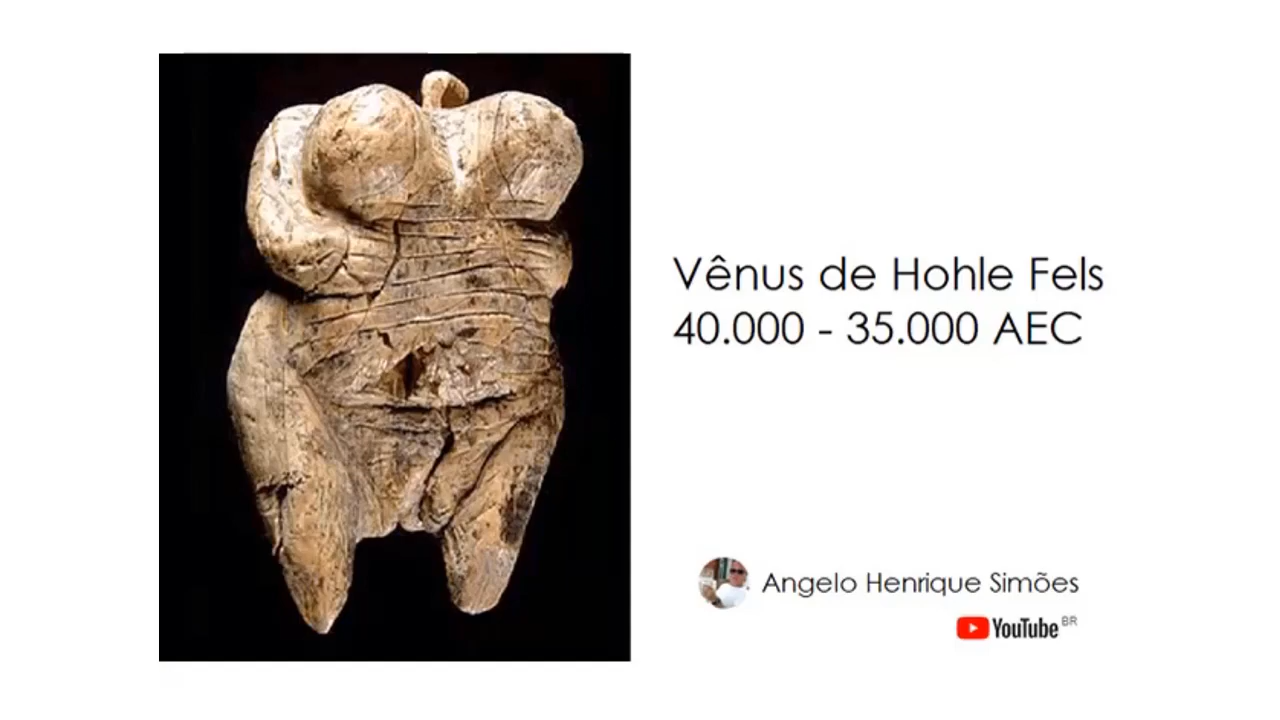 Vênus de Hohle Fels
40.000 - 35.000 AEC
Angelo Henrique Simões
YouTube BR